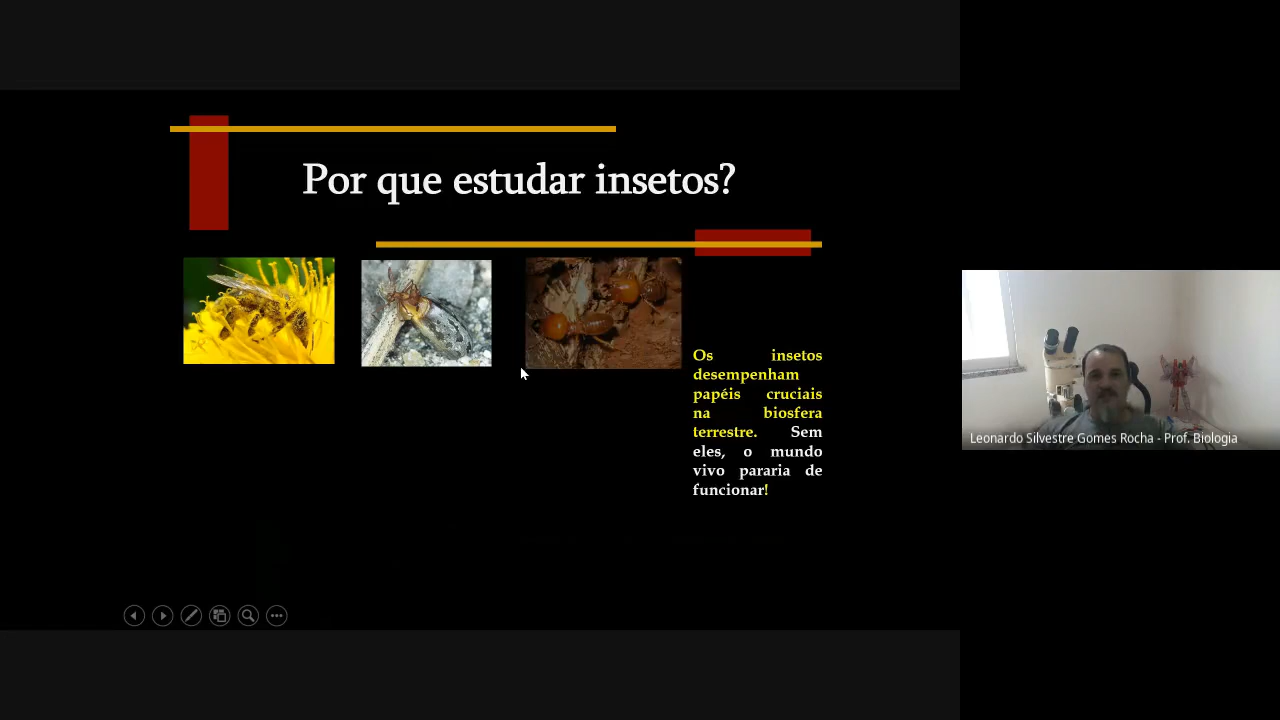 Por que estudar insetos?
Os insetos
desempenham
papéis cruciais
na biosfera
terrestre. Sem
eles, o mundo
vivo pararia de
funcionar!
Leonardo Silvestre Gomes Rocha - Prof. Biologia